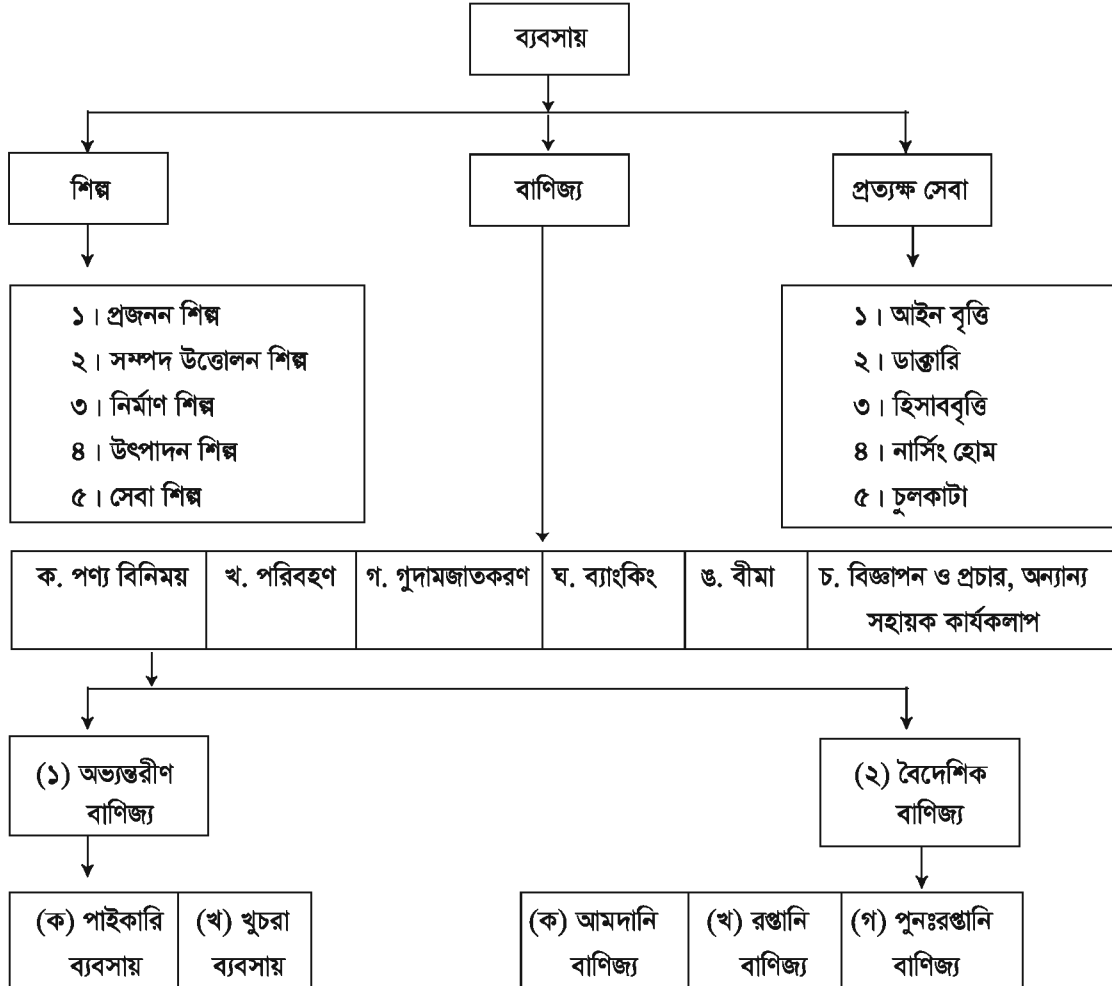 ব্যবসায়
শিল্প
বাণিজ্য
প্রত্যক্ষ সেবা
১। প্রজনন শিল্প
২। সম্পদ উত্তোলন শিল্প
৩। নির্মাণ শিল্প
৪। উৎপাদন শিল্প
৫। সেবা শিল্প
১। আইন বৃত্তি
২। ডাক্তারি
৩। হিসাববৃত্তি
৪। নার্সিং হোম
৫। চুলকাটা
ক. পণ্য বিনিময়
খ. পরিবহণ
গ. গুদামজাতকরণ
ঘ. ব্যাংকিং
ঙ. বীমা
চ. বিজ্ঞাপন ও প্রচার, অন্যান্য
সহায়ক কার্যকলাপ
(১) অভ্যন্তরীণ
বাণিজ্য
(২) বৈদেশিক
বাণিজ্য
(ক) পাইকারি
ব্যবসায়
(খ) খুচরা
ব্যবসায়
(ক) আমদানি
বাণিজ্য
(খ) রপ্তানি
বাণিজ্য
(গ) পুনঃরপ্তানি
বাণিজ্য